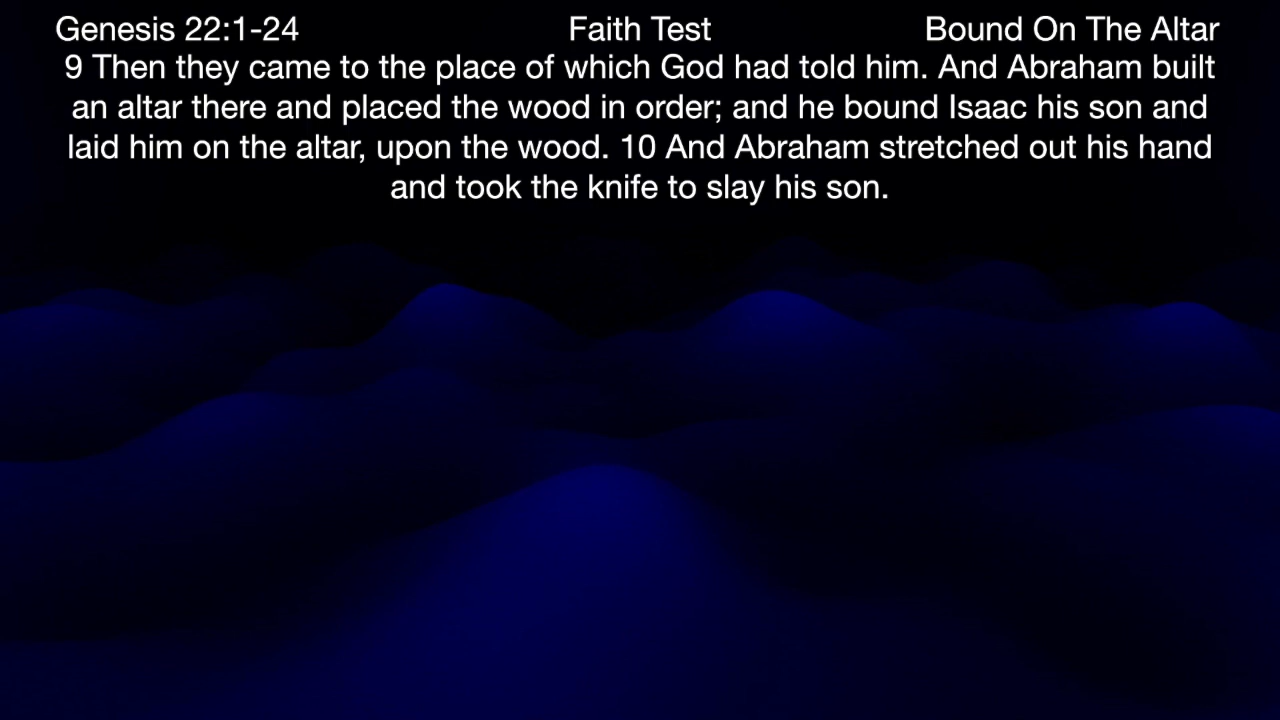 Genesis 22:1-24 Faith Test Bound On The Altar
9 Then they came to the place of which God had told him. And Abraham built
an altar there and placed the wood in order; and he bound Isaac his son and
laid him on the altar, upon the wood. 10 And Abraham stretched out his hand
and took the knife to slay his son.